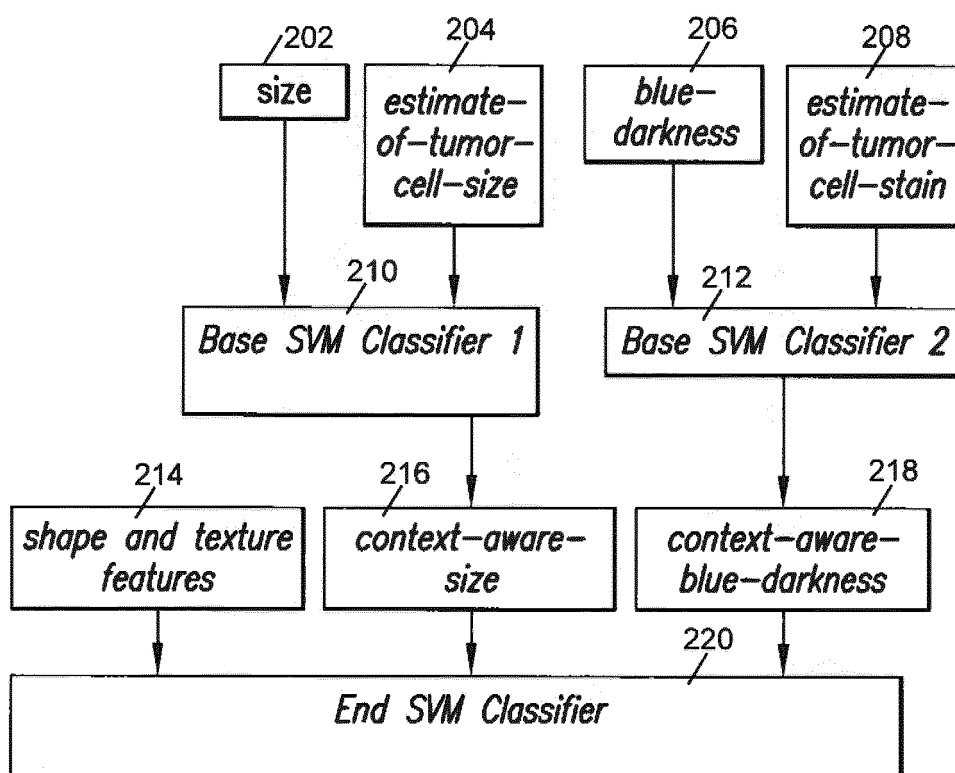 202
204
206
208
size
estimate-
of-tumor-
cell-size
blue-
darkness
estimate-
of-tumor-
cell-stain
210
212
Base SVM Classifier 1
Base SVM Classifier 2
214
216
218
shape and texture
features
context-aware-
size
context-aware-
blue-darkness
220
End SVM Classifier